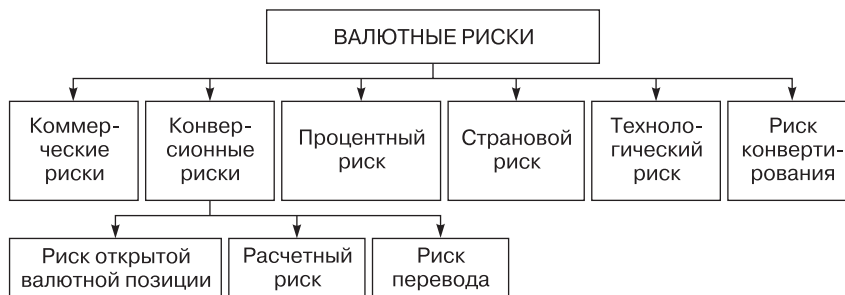 ВАЛЮТНЫЕ РИСКИ
Коммер-
ческие
риски
Конвер-
сионные
риски
Процентный
риск
Страновой
риск
Техноло-
гический
риск
Риск
конверти-
рования
Риск открытой
валютной позиции
Расчетный
риск
Риск
перевода